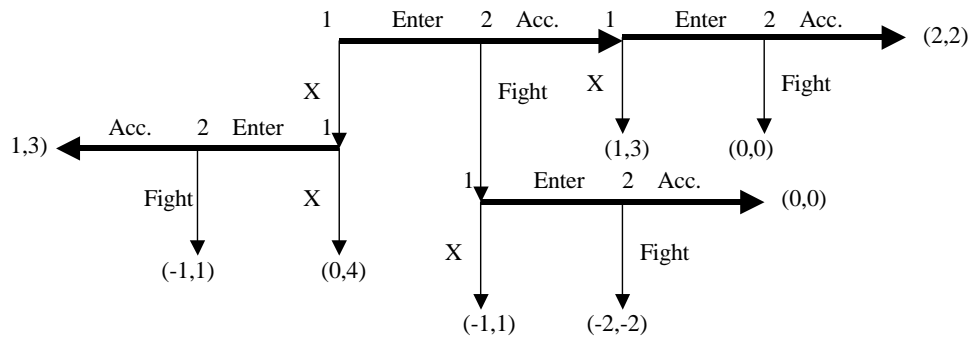 1 Enter 2 Acc. 1 Enter 2 Acc. (2,2)
X Fight X Fight
Acc. 2 Enter 1
1,3) (1,3) (0,0)
1 Enter 2 Acc. (0,0)
Fight X
X Fight
(-1,1) (0,4)
(-1,1) (-2,-2)